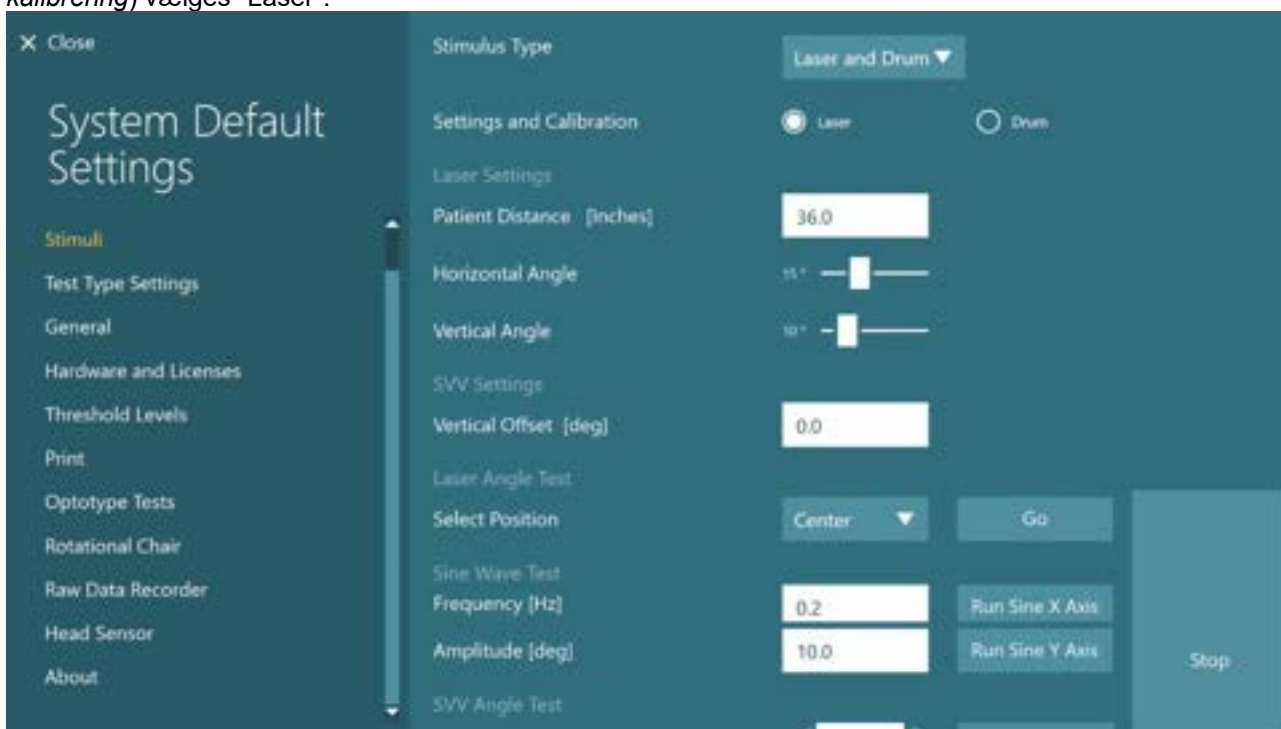 kalibrering) vælges "Laser".
Close
System Default
Settings
Stimuli
Test Type Settings
General
Hardware and Licenses
Threshold Levels
Print
Optotype Tests
Rotational Chair
Raw Data Recorder
Head Sensor
About
Stimulus Type
Laser and Drum
Settings and Calibration
Laser
Drum
Laser Settings
Patient Distance [Inches]
36.0
Horizontal Angle
15 °
Vertical Angle
10 °
SVV Settings
Vertical Offset [deg]
0.0
Laser Angle Test
Select Position
Center
Go
Sine Wave Test
Frequency [Hz]
0.2
Run Sine X Axis
Amplitude [deg]
10.0
Run Sine Y Axis
Stop
SVV Angle Test